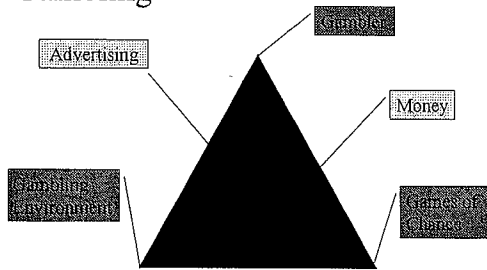 Gambler
Advertising
Money
Gambling
Environment
Games of
Chance